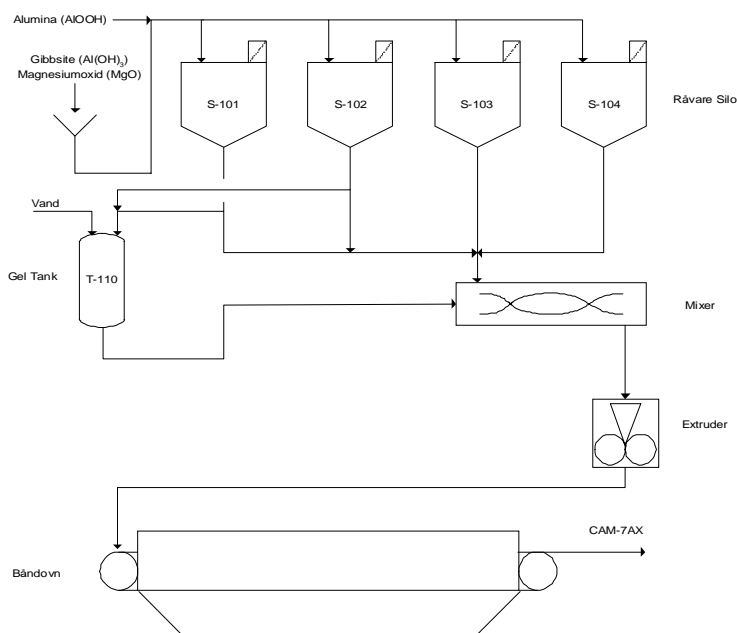 Alumina (AlOOH)
Gibbsite (Al(OH)3)
Magnesiumoxid (MgO)
S-101
S-102
S-103
S-104
Råvare Silo
Vand
Gel Tank
T-110
Mixer
Extruder
CAM-7AX
Båndovn